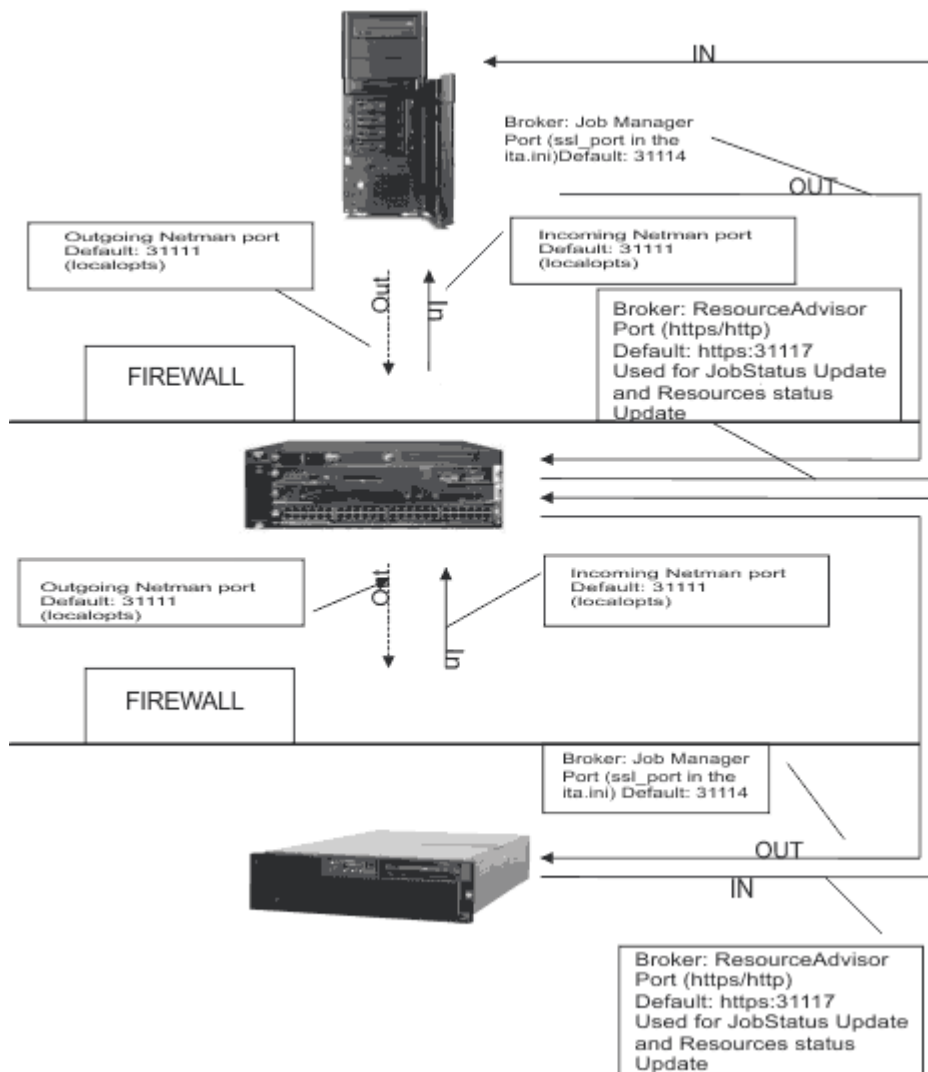 IN
Broker: Job Manager
Port (ssl_port in the
ita.ini)Default: 31114
OUT
Outgoing Netman port
Default: 31111
(localopts)
Incoming Netman port
Default: 31111
(localopts)
Out
In
Broker: ResourceAdvisor
Port (https/http)
Default: https:31117
Used for JobStatus Update
and Resources status
Update
FIREWALL
Outgoing Netman port
Default: 31111
(localopts)
Out
In
Incoming Netman port
Default: 31111
(localopts)
FIREWALL
Broker: Job Manager
Port (ssl_port in the
ita.ini) Default: 31114
OUT
IN
Broker: ResourceAdvisor
Port (https/http)
Default: https:31117
Used for JobStatus Update
and Resources status
Update